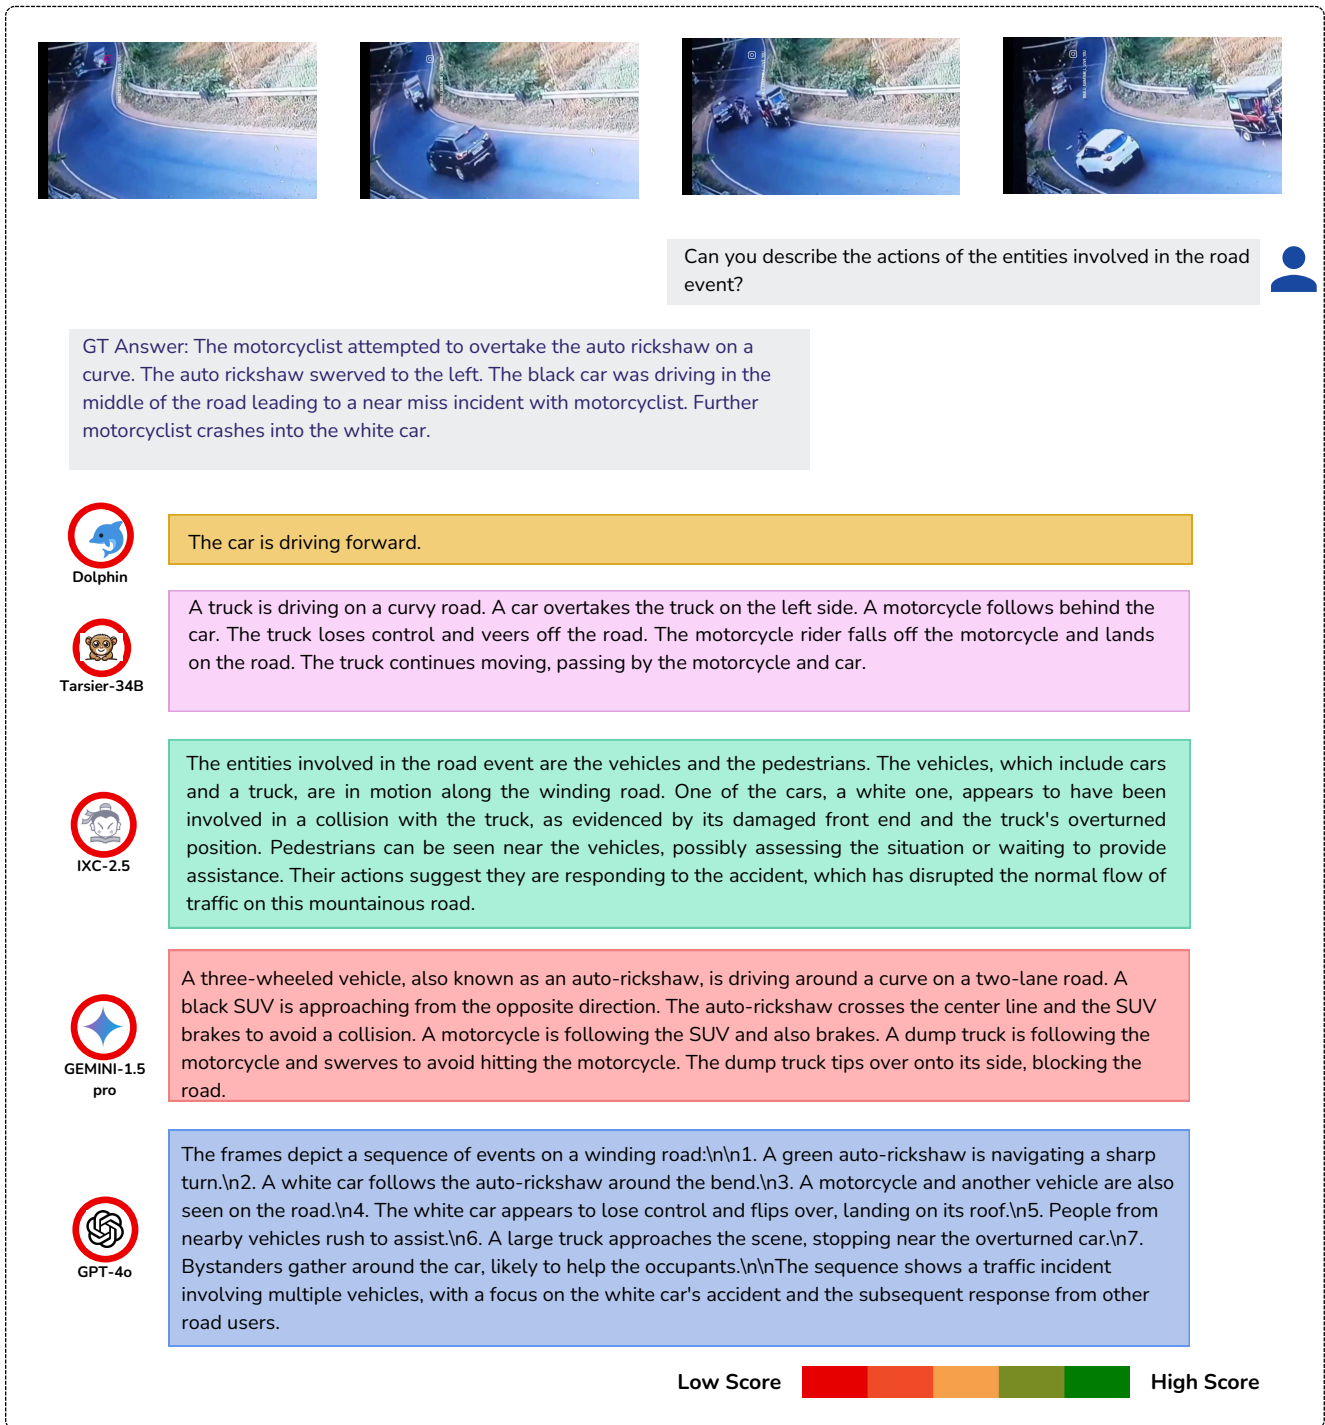 Can you describe the actions of the entities involved in the road
event?
GT Answer: The motorcyclist attempted to overtake the auto rickshaw on a
curve. The auto rickshaw swerved to the left. The black car was driving in the
middle of the road leading to a near miss incident with motorcyclist. Further
motorcyclist crashes into the white car.
Dolphin
The car is driving forward.
Tarsier-34B
A truck is driving on a curvy road. A car overtakes the truck on the left side. A motorcycle follows behind the
car. The truck loses control and veers off the road. The motorcycle rider falls off the motorcycle and lands
on the road. The truck continues moving, passing by the motorcycle and car.
IXC-2.5
The entities involved in the road event are the vehicles and the pedestrians. The vehicles, which include cars
and a truck, are in motion along the winding road. One of the cars, a white one, appears to have been
involved in a collision with the truck, as evidenced by its damaged front end and the truck's overturned
position. Pedestrians can be seen near the vehicles, possibly assessing the situation or waiting to provide
assistance. Their actions suggest they are responding to the accident, which has disrupted the normal flow of
traffic on this mountainous road.
GEMINI-1.5
pro
A three-wheeled vehicle, also known as an auto-rickshaw, is driving around a curve on a two-lane road. A
black SUV is approaching from the opposite direction. The auto-rickshaw crosses the center line and the SUV
brakes to avoid a collision. A motorcycle is following the SUV and also brakes. A dump truck is following the
motorcycle and swerves to avoid hitting the motorcycle. The dump truck tips over onto its side, blocking the
road.
GPT-4o
The frames depict a sequence of events on a winding road:\n\n1. A green auto-rickshaw is navigating a sharp
turn.\n2. A white car follows the auto-rickshaw around the bend.\n3. A motorcycle and another vehicle are also
seen on the road.\n4. The white car appears to lose control and flips over, landing on its roof.\n5. People from
nearby vehicles rush to assist.\n6. A large truck approaches the scene, stopping near the overturned car.\n7.
Bystanders gather around the car, likely to help the occupants.\n\nThe sequence shows a traffic incident
involving multiple vehicles, with a focus on the white car's accident and the subsequent response from other
road users.
Low Score
High Score